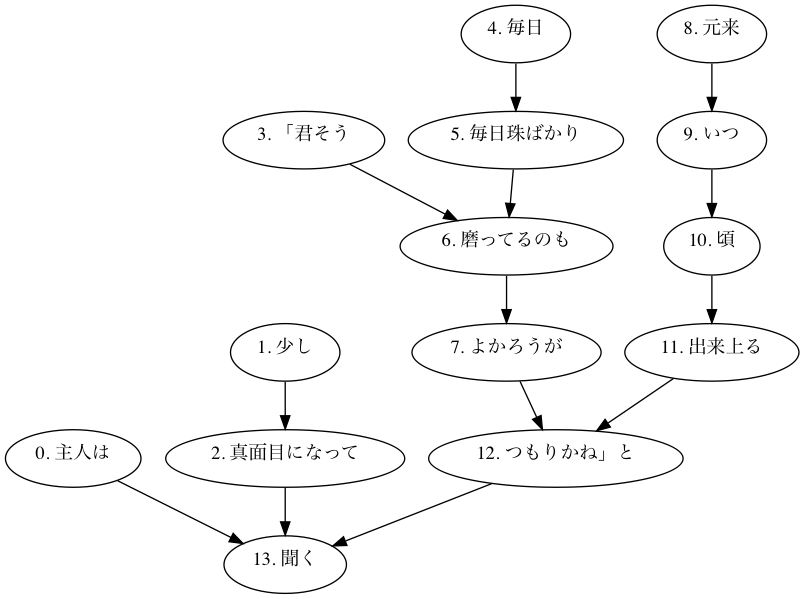 4. 毎日
8. 元来
3. 「君そう
5. 毎日珠ばかり
9. いつ
6. 磨ってるのも
10. 頃
1. 少し
7. よかろうが
11. 出来上る
0. 主人は
2. 真面目になって
12. つもりかね」と
13. 聞く